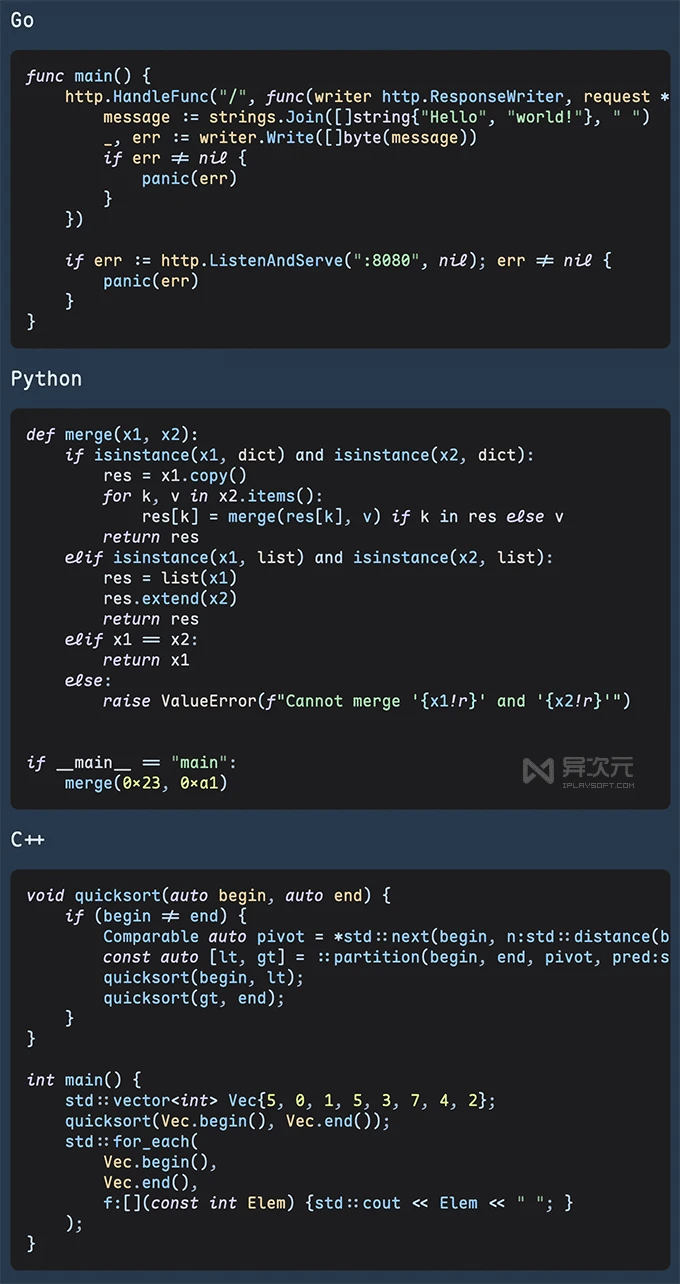 Go
func main() {
    http.HandleFunc("/", func(writer http.ResponseWriter, request *
        message := strings.Join([]string{"Hello", "world!"}, " ")
        _, err := writer.Write([]byte(message))
        if err != nil {
            panic(err)
        }
    })

    if err := http.ListenAndServe(":8080", nil); err != nil {
        panic(err)
    }
}
Python
def merge(x1, x2):
    if isinstance(x1, dict) and isinstance(x2, dict):
        res = x1.copy()
        for k, v in x2.items():
            res[k] = merge(res[k], v) if k in res else v
        return res
    elif isinstance(x1, list) and isinstance(x2, list):
        res = list(x1)
        res.extend(x2)
        return res
    elif x1 == x2:
        return x1
    else:
        raise ValueError(f"Cannot merge '{x1!r}' and '{x2!r}'")

if __main__ == "main":
    merge(0x23, 0xa1)
异次元
IPLAYSOFT.COM
C++
void quicksort(auto begin, auto end) {
    if (begin != end) {
        Comparable auto pivot = *std::next(begin, n:std::distance(b
        const auto [lt, gt] = ::partition(begin, end, pivot, pred:s
        quicksort(begin, lt);
        quicksort(gt, end);
    }
}

int main() {
    std::vector<int> Vec{5, 0, 1, 5, 3, 7, 4, 2};
    quicksort(Vec.begin(), Vec.end());
    std::for_each(
        Vec.begin(),
        Vec.end(),
        f:[](const int Elem) {std::cout << Elem << " "; }
    );
}